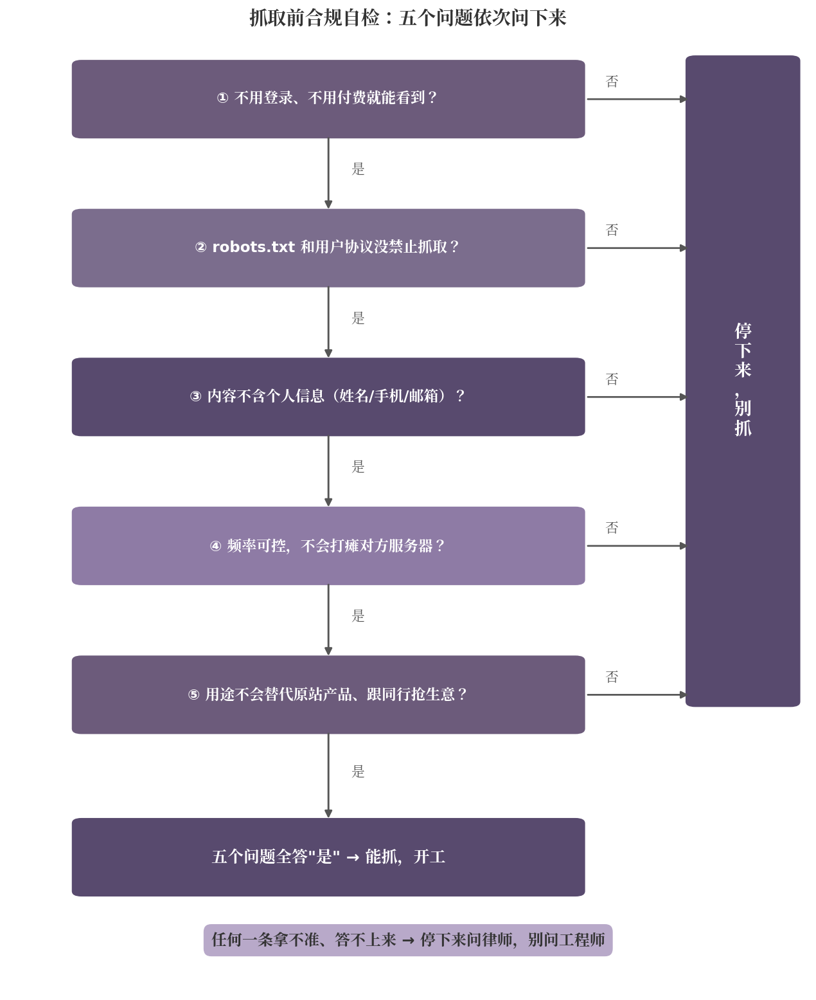 抓取前合规自检：五个问题依次问下来
① 不用登录、不用付费就能看到？
否
是
② robots.txt 和用户协议没禁止抓取？
否
是
③ 内容不含个人信息（姓名/手机/邮箱）？
否
是
④ 频率可控，不会打瘫对方服务器？
否
是
⑤ 用途不会替代原站产品、跟同行抢生意？
否
是
停下来，别抓
五个问题全答"是" → 能抓，开工
任何一条拿不准、答不上来 → 停下来问律师，别问工程师